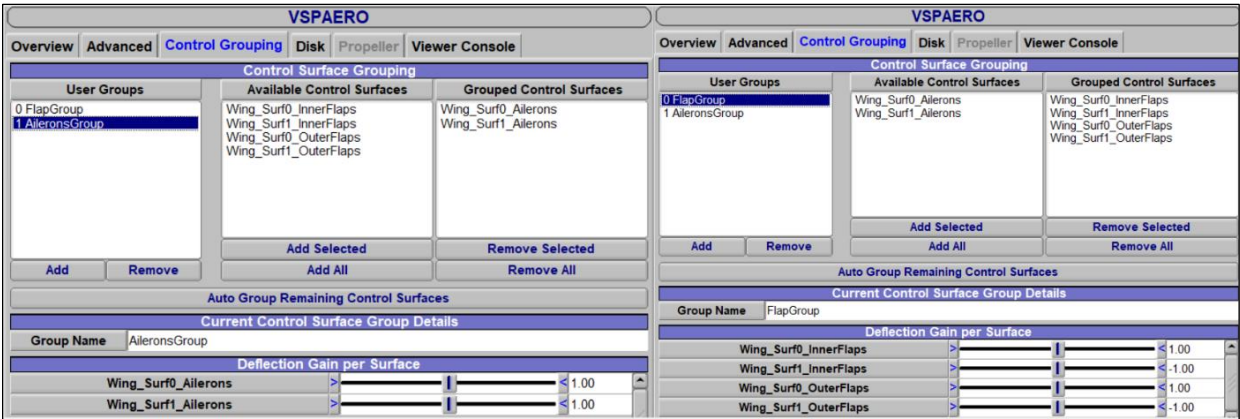 VSPAERO
Overview Advanced Control Grouping Disk Propeller Viewer Console
Control Surface Grouping
User Groups Available Control Surfaces Grouped Control Surfaces
0 FlapGroup Wing_Surf0_InnerFlaps Wing_Surf0_Ailerons
1 AileronsGroup Wing_Surf1_InnerFlaps Wing_Surf1_Ailerons
Wing_Surf0_OuterFlaps
Wing_Surf1_OuterFlaps
Add Selected Remove Selected
Add Remove Add All Remove All
Auto Group Remaining Control Surfaces
Current Control Surface Group Details
Group Name AileronsGroup
Deflection Gain per Surface
Wing_Surf0_Ailerons > < 1.00
Wing_Surf1_Ailerons > < 1.00
VSPAERO
Overview Advanced Control Grouping Disk Propeller Viewer Console
Control Surface Grouping
User Groups Available Control Surfaces Grouped Control Surfaces
0 FlapGroup Wing_Surf0_Ailerons Wing_Surf0_InnerFlaps
1 AileronsGroup Wing_Surf1_Ailerons Wing_Surf1_InnerFlaps
Wing_Surf0_OuterFlaps
Wing_Surf1_OuterFlaps
Add Selected Remove Selected
Add Remove Add All Remove All
Auto Group Remaining Control Surfaces
Current Control Surface Group Details
Group Name FlapGroup
Deflection Gain per Surface
Wing_Surf0_InnerFlaps > < 1.00
Wing_Surf1_InnerFlaps > < -1.00
Wing_Surf0_OuterFlaps > < 1.00
Wing_Surf1_OuterFlaps > < -1.00